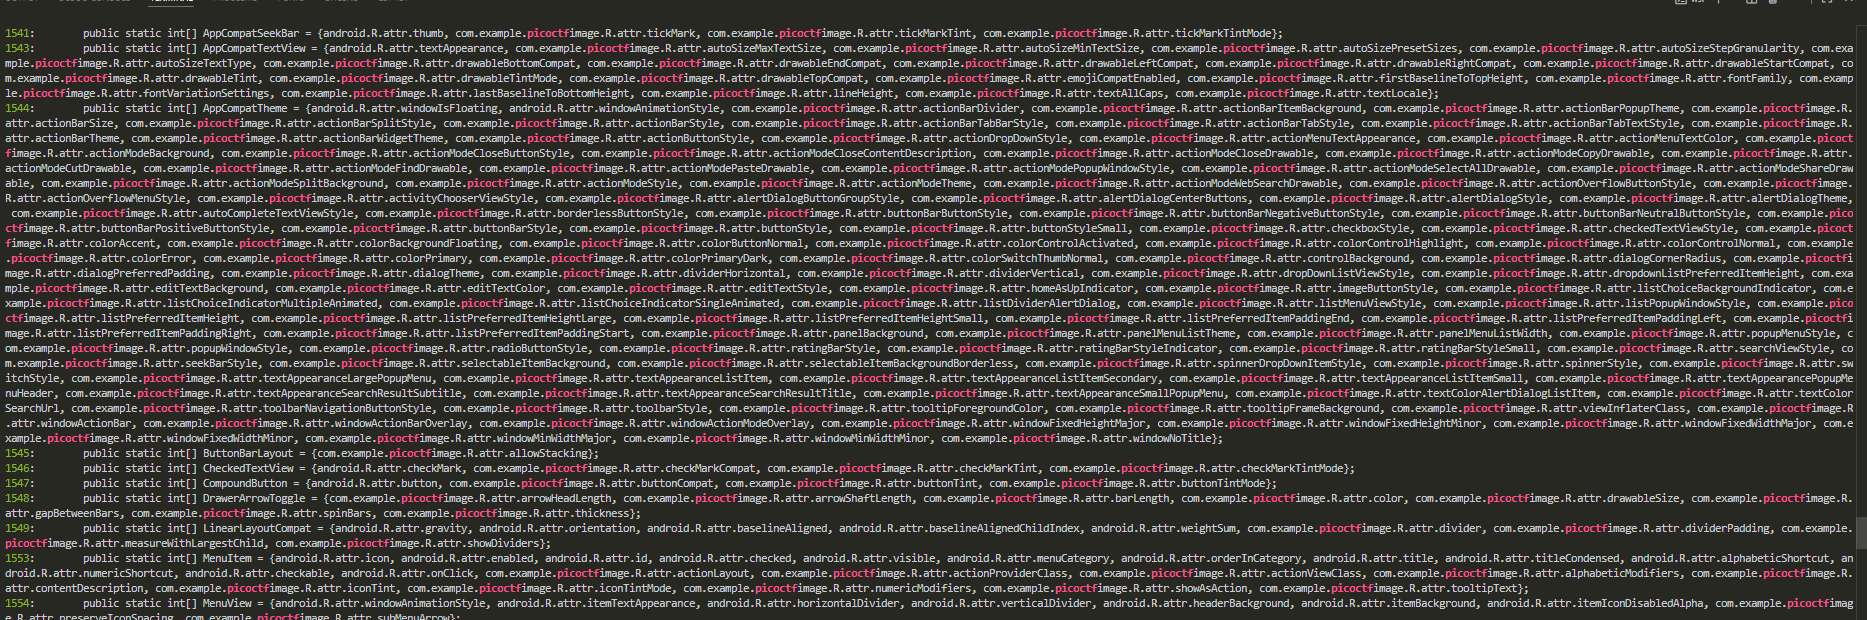 1541:        public static int[] AppCompatSeekBar = {android.R.attr.thumb, com.example.picoctfimage.R.attr.tickMark, com.example.picoctfimage.R.attr.tickMarkTint, com.example.picoctfimage.R.attr.tickMarkTintMode};
1543:        public static int[] AppCompatTextView = {android.R.attr.textAppearance, com.example.picoctfimage.R.attr.autoSizeMaxTextSize, com.example.picoctfimage.R.attr.autoSizeMinTextSize, com.example.picoctfimage.R.attr.autoSizePresetSizes, com.example.picoctfimage.R.attr.autoSizeStepGranularity, com.exa
mple.picoctfimage.R.attr.autoSizeTextType, com.example.picoctfimage.R.attr.drawableBottomCompat, com.example.picoctfimage.R.attr.drawableEndCompat, com.example.picoctfimage.R.attr.drawableLeftCompat, com.example.picoctfimage.R.attr.drawableRightCompat, com.example.picoctfimage.R.attr.drawableStartCompat, co
m.example.picoctfimage.R.attr.drawableTint, com.example.picoctfimage.R.attr.drawableTintMode, com.example.picoctfimage.R.attr.drawableTopCompat, com.example.picoctfimage.R.attr.emojiCompatEnabled, com.example.picoctfimage.R.attr.firstBaselineToTopHeight, com.example.picoctfimage.R.attr.fontFamily, com.examp
le.picoctfimage.R.attr.fontVariationSettings, com.example.picoctfimage.R.attr.lastBaselineToBottomHeight, com.example.picoctfimage.R.attr.lineHeight, com.example.picoctfimage.R.attr.textAllCaps, com.example.picoctfimage.R.attr.textLocale};
1544:        public static int[] AppCompatTheme = {android.R.attr.windowIsFloating, android.R.attr.windowAnimationStyle, com.example.picoctfimage.R.attr.actionBarDivider, com.example.picoctfimage.R.attr.actionBarItemBackground, com.example.picoctfimage.R.attr.actionBarPopupTheme, com.example.picoctfimage.R.
attr.actionBarSize, com.example.picoctfimage.R.attr.actionBarSplitStyle, com.example.picoctfimage.R.attr.actionBarStyle, com.example.picoctfimage.R.attr.actionBarTabBarStyle, com.example.picoctfimage.R.attr.actionBarTabStyle, com.example.picoctfimage.R.attr.actionBarTabTextStyle, com.example.picoctfimage.R.
attr.actionBarTheme, com.example.picoctfimage.R.attr.actionBarWidgetTheme, com.example.picoctfimage.R.attr.actionButtonStyle, com.example.picoctfimage.R.attr.actionDropDownStyle, com.example.picoctfimage.R.attr.actionMenuTextAppearance, com.example.picoctfimage.R.attr.actionMenuTextColor, com.example.picoct
fimage.R.attr.actionModeBackground, com.example.picoctfimage.R.attr.actionModeCloseButtonStyle, com.example.picoctfimage.R.attr.actionModeCloseContentDescription, com.example.picoctfimage.R.attr.actionModeCloseDrawable, com.example.picoctfimage.R.attr.actionModeCopyDrawable, com.example.picoctfimage.R.attr.
actionModeCutDrawable, com.example.picoctfimage.R.attr.actionModeFindDrawable, com.example.picoctfimage.R.attr.actionModePasteDrawable, com.example.picoctfimage.R.attr.actionModePopupWindowStyle, com.example.picoctfimage.R.attr.actionModeSelectAllDrawable, com.example.picoctfimage.R.attr.actionModeShareDraw
able, com.example.picoctfimage.R.attr.actionModeSplitBackground, com.example.picoctfimage.R.attr.actionModeStyle, com.example.picoctfimage.R.attr.actionModeTheme, com.example.picoctfimage.R.attr.actionModeWebSearchDrawable, com.example.picoctfimage.R.attr.actionOverflowButtonStyle, com.example.picoctfimage.
R.attr.actionOverflowMenuStyle, com.example.picoctfimage.R.attr.activityChooserViewStyle, com.example.picoctfimage.R.attr.alertDialogButtonGroupStyle, com.example.picoctfimage.R.attr.alertDialogCenterButtons, com.example.picoctfimage.R.attr.alertDialogStyle, com.example.picoctfimage.R.attr.alertDialogTheme,
 com.example.picoctfimage.R.attr.autoCompleteTextViewStyle, com.example.picoctfimage.R.attr.borderlessButtonStyle, com.example.picoctfimage.R.attr.buttonBarButtonStyle, com.example.picoctfimage.R.attr.buttonBarNegativeButtonStyle, com.example.picoctfimage.R.attr.buttonBarNeutralButtonStyle, com.example.pico
ctfimage.R.attr.buttonBarPositiveButtonStyle, com.example.picoctfimage.R.attr.buttonBarStyle, com.example.picoctfimage.R.attr.buttonStyle, com.example.picoctfimage.R.attr.buttonStyleSmall, com.example.picoctfimage.R.attr.checkboxStyle, com.example.picoctfimage.R.attr.checkedTextViewStyle, com.example.picoct
fimage.R.attr.colorAccent, com.example.picoctfimage.R.attr.colorBackgroundFloating, com.example.picoctfimage.R.attr.colorButtonNormal, com.example.picoctfimage.R.attr.colorControlActivated, com.example.picoctfimage.R.attr.colorControlHighlight, com.example.picoctfimage.R.attr.colorControlNormal, com.example
.picoctfimage.R.attr.colorError, com.example.picoctfimage.R.attr.colorPrimary, com.example.picoctfimage.R.attr.colorPrimaryDark, com.example.picoctfimage.R.attr.colorSwitchThumbNormal, com.example.picoctfimage.R.attr.controlBackground, com.example.picoctfimage.R.attr.dialogCornerRadius, com.example.picoctfi
mage.R.attr.dialogPreferredPadding, com.example.picoctfimage.R.attr.dialogTheme, com.example.picoctfimage.R.attr.dividerHorizontal, com.example.picoctfimage.R.attr.dividerVertical, com.example.picoctfimage.R.attr.dropDownListViewStyle, com.example.picoctfimage.R.attr.dropdownListPreferredItemHeight, com.exa
mple.picoctfimage.R.attr.editTextBackground, com.example.picoctfimage.R.attr.editTextColor, com.example.picoctfimage.R.attr.editTextStyle, com.example.picoctfimage.R.attr.homeAsUpIndicator, com.example.picoctfimage.R.attr.imageButtonStyle, com.example.picoctfimage.R.attr.listChoiceBackgroundIndicator, com.e
xample.picoctfimage.R.attr.listChoiceIndicatorMultipleAnimated, com.example.picoctfimage.R.attr.listChoiceIndicatorSingleAnimated, com.example.picoctfimage.R.attr.listDividerAlertDialog, com.example.picoctfimage.R.attr.listMenuViewStyle, com.example.picoctfimage.R.attr.listPopupWindowStyle, com.example.pico
ctfimage.R.attr.listPreferredItemHeight, com.example.picoctfimage.R.attr.listPreferredItemHeightLarge, com.example.picoctfimage.R.attr.listPreferredItemHeightSmall, com.example.picoctfimage.R.attr.listPreferredItemPaddingEnd, com.example.picoctfimage.R.attr.listPreferredItemPaddingLeft, com.example.picoctfi
mage.R.attr.listPreferredItemPaddingRight, com.example.picoctfimage.R.attr.listPreferredItemPaddingStart, com.example.picoctfimage.R.attr.panelBackground, com.example.picoctfimage.R.attr.panelMenuListTheme, com.example.picoctfimage.R.attr.panelMenuListWidth, com.example.picoctfimage.R.attr.popupMenuStyle, c
om.example.picoctfimage.R.attr.popupWindowStyle, com.example.picoctfimage.R.attr.radioButtonStyle, com.example.picoctfimage.R.attr.ratingBarStyle, com.example.picoctfimage.R.attr.ratingBarStyleIndicator, com.example.picoctfimage.R.attr.ratingBarStyleSmall, com.example.picoctfimage.R.attr.searchViewStyle, co
m.example.picoctfimage.R.attr.seekBarStyle, com.example.picoctfimage.R.attr.selectableItemBackground, com.example.picoctfimage.R.attr.selectableItemBackgroundBorderless, com.example.picoctfimage.R.attr.spinnerDropDownItemStyle, com.example.picoctfimage.R.attr.spinnerStyle, com.example.picoctfimage.R.attr.sw
itchStyle, com.example.picoctfimage.R.attr.textAppearanceLargePopupMenu, com.example.picoctfimage.R.attr.textAppearanceListItem, com.example.picoctfimage.R.attr.textAppearanceListItemSecondary, com.example.picoctfimage.R.attr.textAppearanceListItemSmall, com.example.picoctfimage.R.attr.textAppearancePopupMe
nuHeader, com.example.picoctfimage.R.attr.textAppearanceSearchResultSubtitle, com.example.picoctfimage.R.attr.textAppearanceSearchResultTitle, com.example.picoctfimage.R.attr.textAppearanceSmallPopupMenu, com.example.picoctfimage.R.attr.textColorAlertDialogListItem, com.example.picoctfimage.R.attr.textColor
SearchUrl, com.example.picoctfimage.R.attr.toolbarNavigationButtonStyle, com.example.picoctfimage.R.attr.toolbarStyle, com.example.picoctfimage.R.attr.tooltipForegroundColor, com.example.picoctfimage.R.attr.tooltipFrameBackground, com.example.picoctfimage.R.attr.viewInflaterClass, com.example.picoctfimage.R
.attr.windowActionBar, com.example.picoctfimage.R.attr.windowActionBarOverlay, com.example.picoctfimage.R.attr.windowActionModeOverlay, com.example.picoctfimage.R.attr.windowFixedHeightMajor, com.example.picoctfimage.R.attr.windowFixedHeightMinor, com.example.picoctfimage.R.attr.windowFixedWidthMajor, com.e
xample.picoctfimage.R.attr.windowFixedWidthMinor, com.example.picoctfimage.R.attr.windowMinWidthMajor, com.example.picoctfimage.R.attr.windowMinWidthMinor, com.example.picoctfimage.R.attr.windowNoTitle};
1545:        public static int[] ButtonBarLayout = {com.example.picoctfimage.R.attr.allowStacking};
1546:        public static int[] CheckedTextView = {android.R.attr.checkMark, com.example.picoctfimage.R.attr.checkMarkCompat, com.example.picoctfimage.R.attr.checkMarkTint, com.example.picoctfimage.R.attr.checkMarkTintMode};
1547:        public static int[] CompoundButton = {android.R.attr.button, com.example.picoctfimage.R.attr.buttonCompat, com.example.picoctfimage.R.attr.buttonTint, com.example.picoctfimage.R.attr.buttonTintMode};
1548:        public static int[] DrawerArrowToggle = {com.example.picoctfimage.R.attr.arrowHeadLength, com.example.picoctfimage.R.attr.arrowShaftLength, com.example.picoctfimage.R.attr.barLength, com.example.picoctfimage.R.attr.color, com.example.picoctfimage.R.attr.drawableSize, com.example.picoctfimage.R.
attr.gapBetweenBars, com.example.picoctfimage.R.attr.spinBars, com.example.picoctfimage.R.attr.thickness};
1549:        public static int[] LinearLayoutCompat = {android.R.attr.gravity, android.R.attr.orientation, android.R.attr.baselineAligned, android.R.attr.baselineAlignedChildIndex, android.R.attr.weightSum, com.example.picoctfimage.R.attr.divider, com.example.picoctfimage.R.attr.dividerPadding, com.example.
picoctfimage.R.attr.measureWithLargestChild, com.example.picoctfimage.R.attr.showDividers};
1553:        public static int[] MenuItem = {android.R.attr.icon, android.R.attr.enabled, android.R.attr.id, android.R.attr.checked, android.R.attr.visible, android.R.attr.menuCategory, android.R.attr.orderInCategory, android.R.attr.title, android.R.attr.titleCondensed, android.R.attr.alphabeticShortcut, an
droid.R.attr.numericShortcut, android.R.attr.checkable, android.R.attr.onClick, com.example.picoctfimage.R.attr.actionLayout, com.example.picoctfimage.R.attr.actionProviderClass, com.example.picoctfimage.R.attr.actionViewClass, com.example.picoctfimage.R.attr.alphabeticModifiers, com.example.picoctfimage.R.
attr.contentDescription, com.example.picoctfimage.R.attr.iconTint, com.example.picoctfimage.R.attr.iconTintMode, com.example.picoctfimage.R.attr.numericModifiers, com.example.picoctfimage.R.attr.showAsAction, com.example.picoctfimage.R.attr.tooltipText};
1554:        public static int[] MenuView = {android.R.attr.windowAnimationStyle, android.R.attr.itemTextAppearance, android.R.attr.horizontalDivider, android.R.attr.verticalDivider, android.R.attr.headerBackground, android.R.attr.itemBackground, android.R.attr.itemIconDisabledAlpha, com.example.picoctfimag
e.R.attr.preserveIconSpacing, com.example.picoctfimage.R.attr.subMenuArrow};